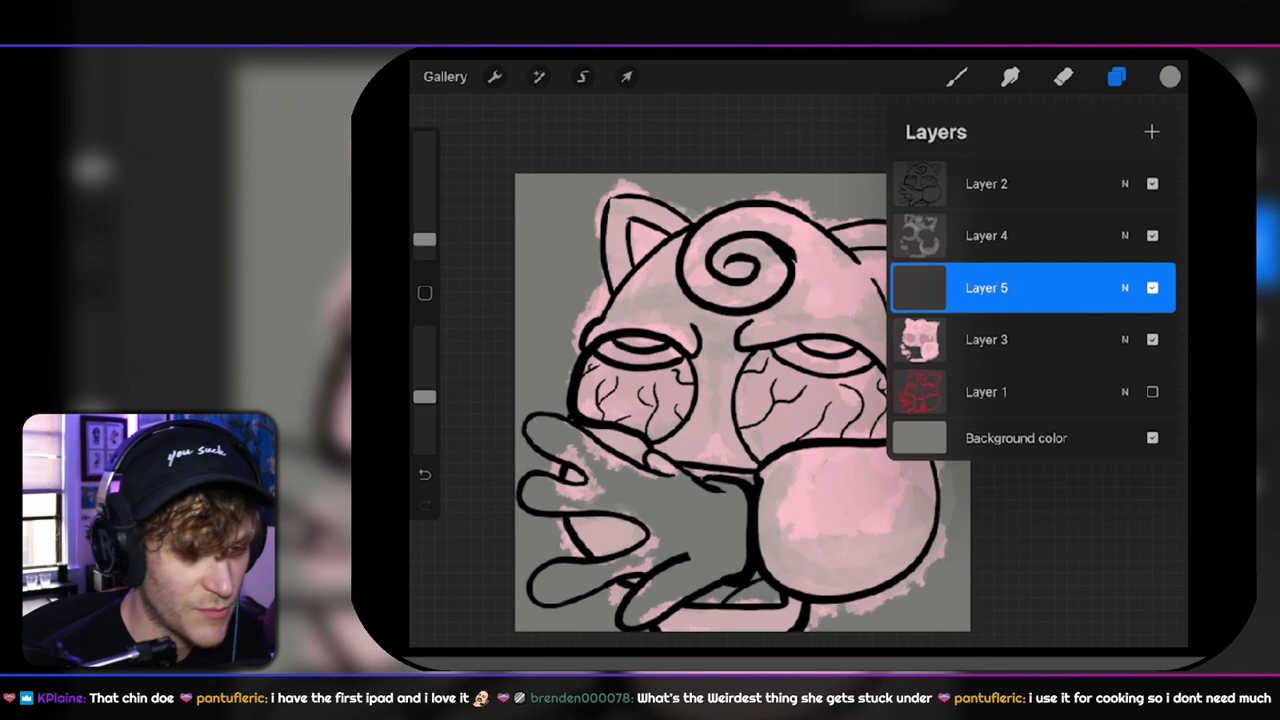 Gallery
Layers
Layer 2 N
Layer 4 N
Layer 5 N
Layer 3 N
Layer 1 N
Background color
you suck
KPlaine: That chin doe pantufleric: i have the first ipad and i love it brenden000078: What's the Weirdest thing she gets stuck under pantufleric: i use it for cooking so i dont need much